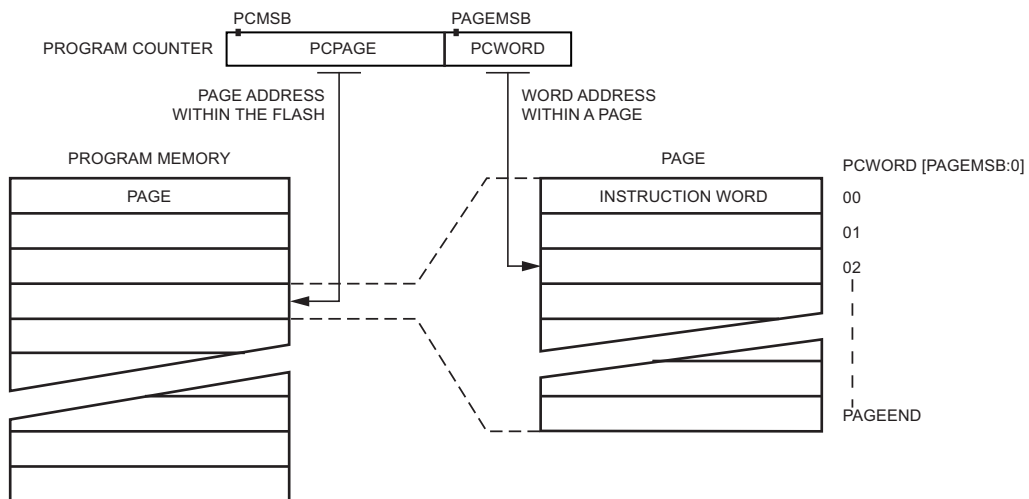 PCMSB
PAGEMSB
PROGRAM COUNTER
PCPAGE
PCWORD
PAGE ADDRESS
WITHIN THE FLASH
WORD ADDRESS
WITHIN A PAGE
PROGRAM MEMORY
PAGE
PCWORD [PAGEMSB:0]
PAGE
INSTRUCTION WORD
00
01
02
PAGEEND